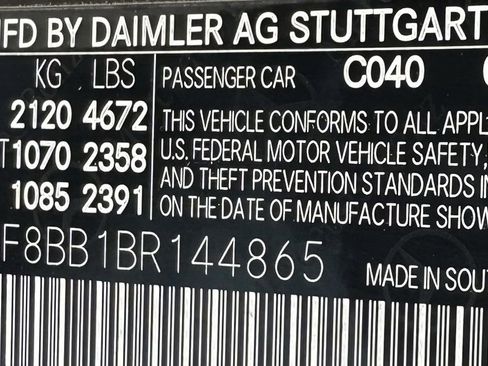 MFD BY DAIMLER AG STUTTGART
KG LBS
PASSENGER CAR C040
2120 4672
1070 2358
1085 2391
THIS VEHICLE CONFORMS TO ALL APPL
U.S. FEDERAL MOTOR VEHICLE SAFETY,
AND THEFT PREVENTION STANDARDS IN
ON THE DATE OF MANUFACTURE SHOW
F8BB1BR144865
MADE IN SOUT